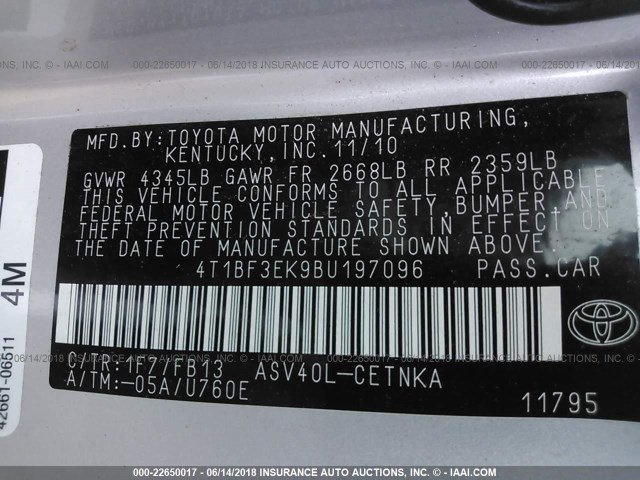 000-22650017 - 06/14/2018 INSURANCE AUTO AUCTIONS, INC. - IAAI.COM
MFD.BY:TOYOTA MOTOR MANUFACTURING,
KENTUCKY,INC.11/10
GVWR 4345LB GAWR FR 2668LB RR 2359LB
THIS VEHICLE CONFORMS TO ALL APPLICABLE
FEDERAL MOTOR VEHICLE SAFETY,BUMPER,AND
THEFT PREVENTION STANDARDS IN EFFECT ON
THE DATE OF MANUFACTURE SHOWN ABOVE.
4T1BF3EK9BU197096 PASS.CAR
C/TR:1F7/FB13 ASV40L-CETNKA
A/TM:-05A/U760E
11795
4M
42661-06511
000-22650017 - 06/14/2018 INSURANCE AUTO AUCTIONS, INC. - IAAI.COM